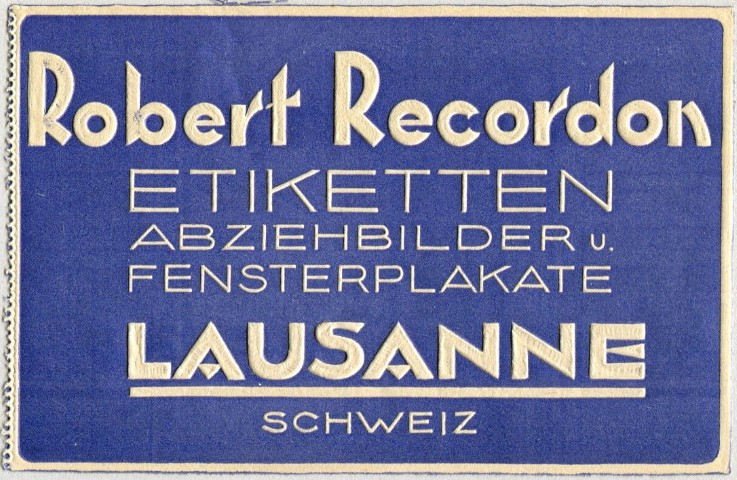 Robert Recordon
ETIKETTEN
ABZIEHBILDER u.
FENSTERPLAKATE
LAUSANNE
SCHWEIZ